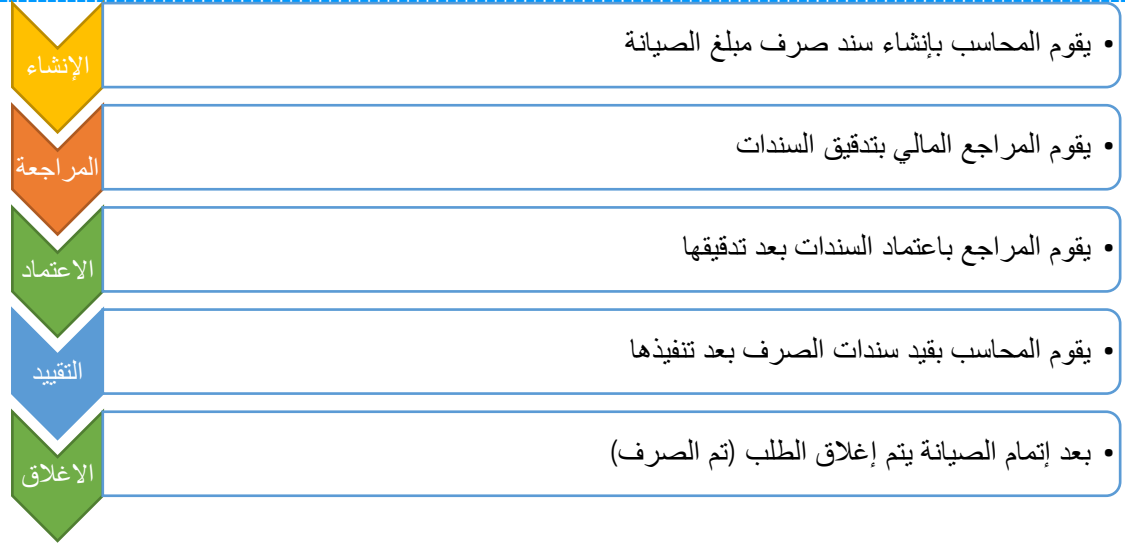 الإنشاء
• يقوم المحاسب بإنشاء سند صرف مبلغ الصيانة
المراجعة
• يقوم المراجع المالي بتدقيق السندات
الاعتماد
• يقوم المراجع باعتماد السندات بعد تدقيقها
التقييد
• يقوم المحاسب بقيد سندات الصرف بعد تنفيذها
الاغلاق
• بعد إتمام الصيانة يتم إغلاق الطلب (تم الصرف)